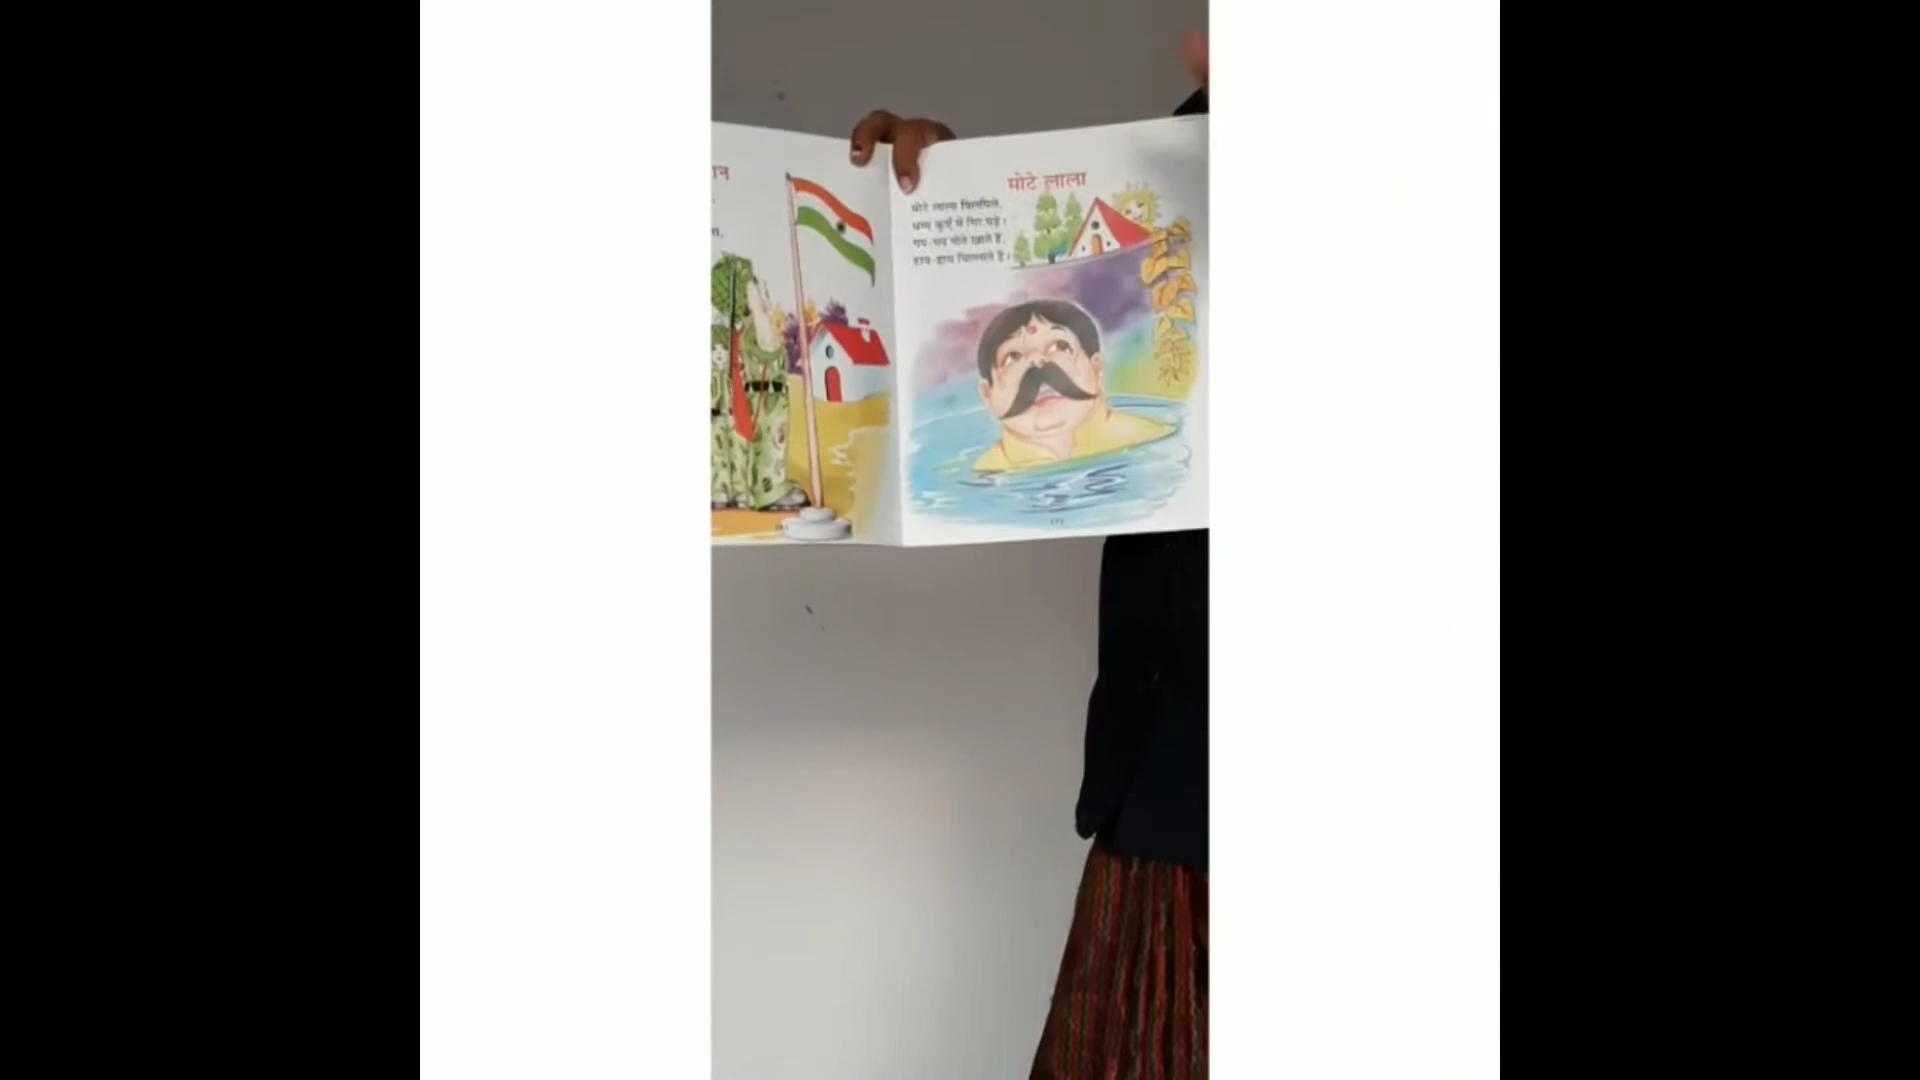 ान
मोटे लाला
मोटे लाला पिलपिले,
धम्म कुएँ में गिर पड़े।
गप-गप गोते खाते हैं,
हाय-हाय चिल्लाते हैं।